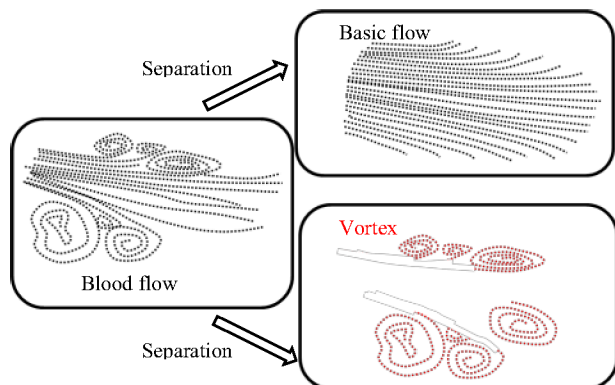 Basic flow
Separation
Blood flow
Vortex
Separation